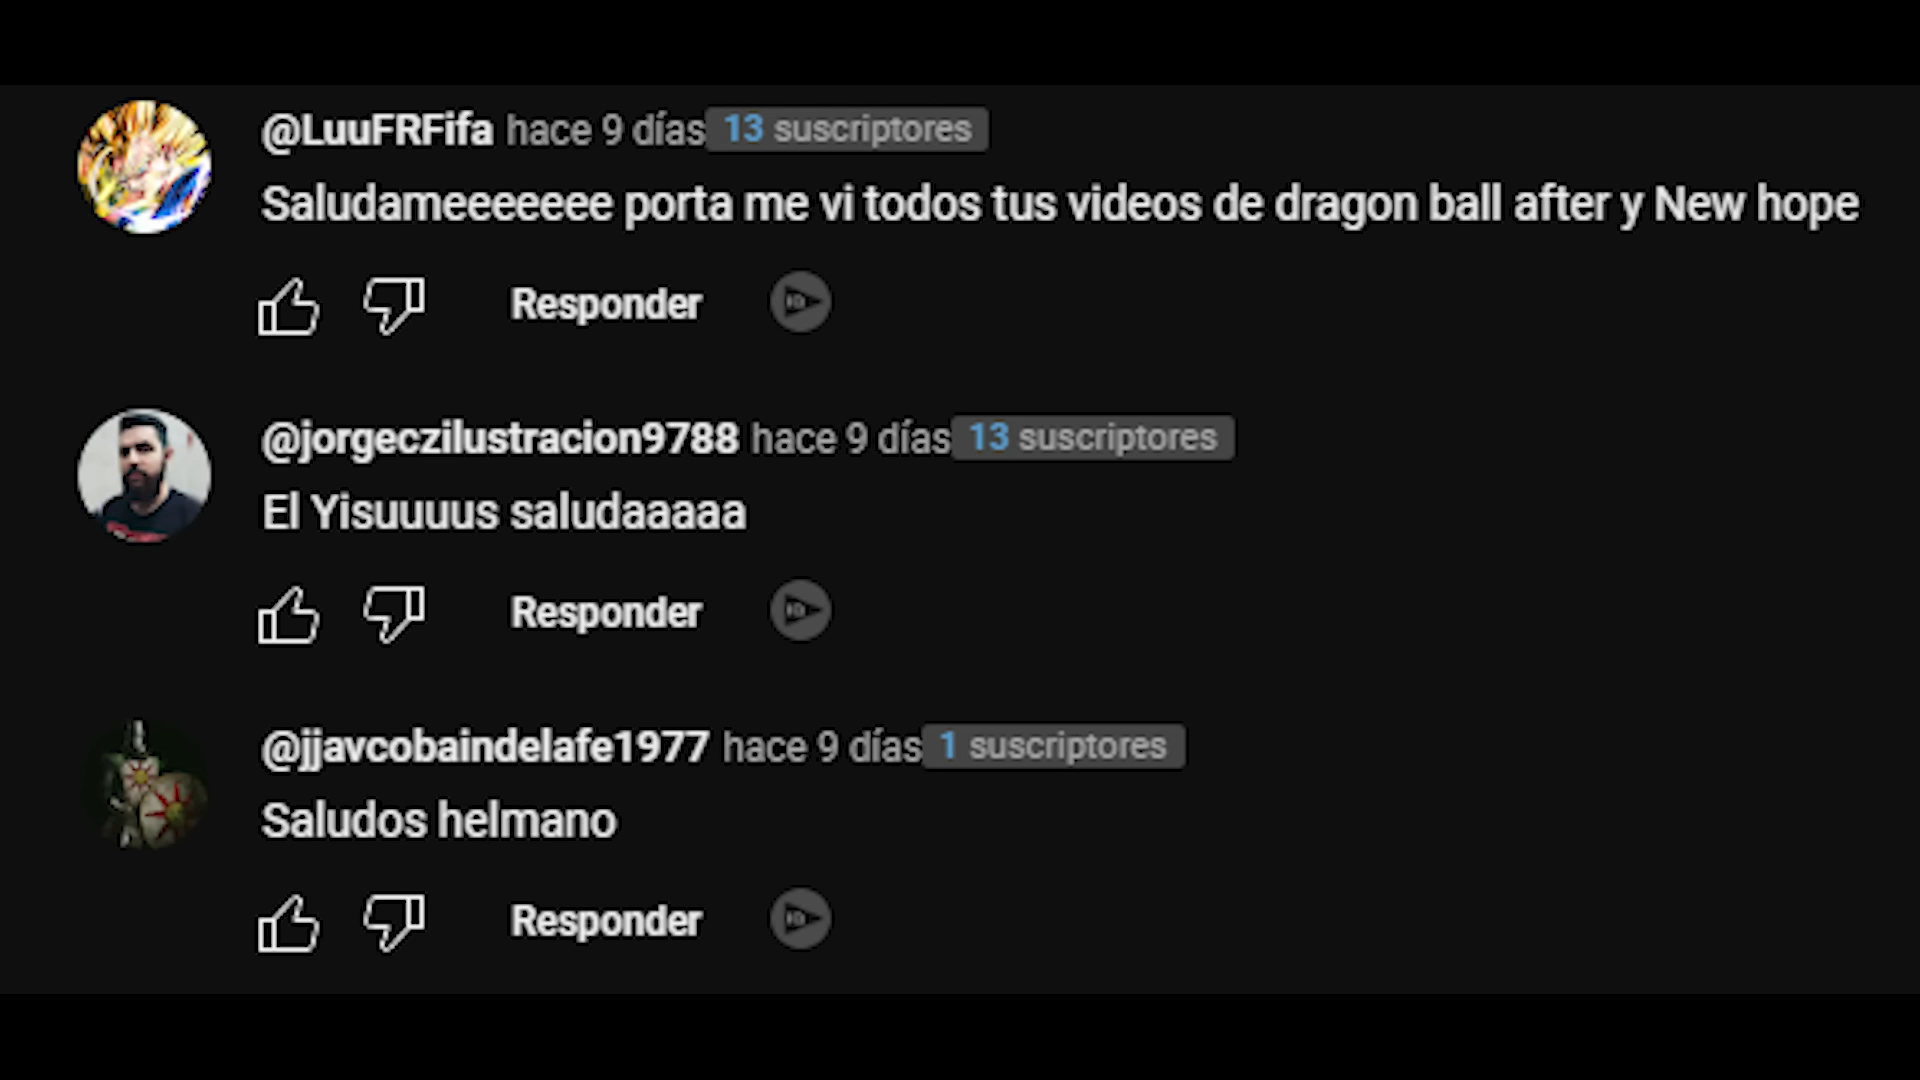 @LuuFRFifa hace 9 días 13 suscriptores
Saludameeeeeee porta me vi todos tus videos de dragon ball after y New hope
Responder
@jorgeczilustracion9788 hace 9 días 13 suscriptores
El Yisuuuus saludaaaaa
Responder
@jjavcobaindelafe1977 hace 9 días 1 suscriptores
Saludos helmano
Responder